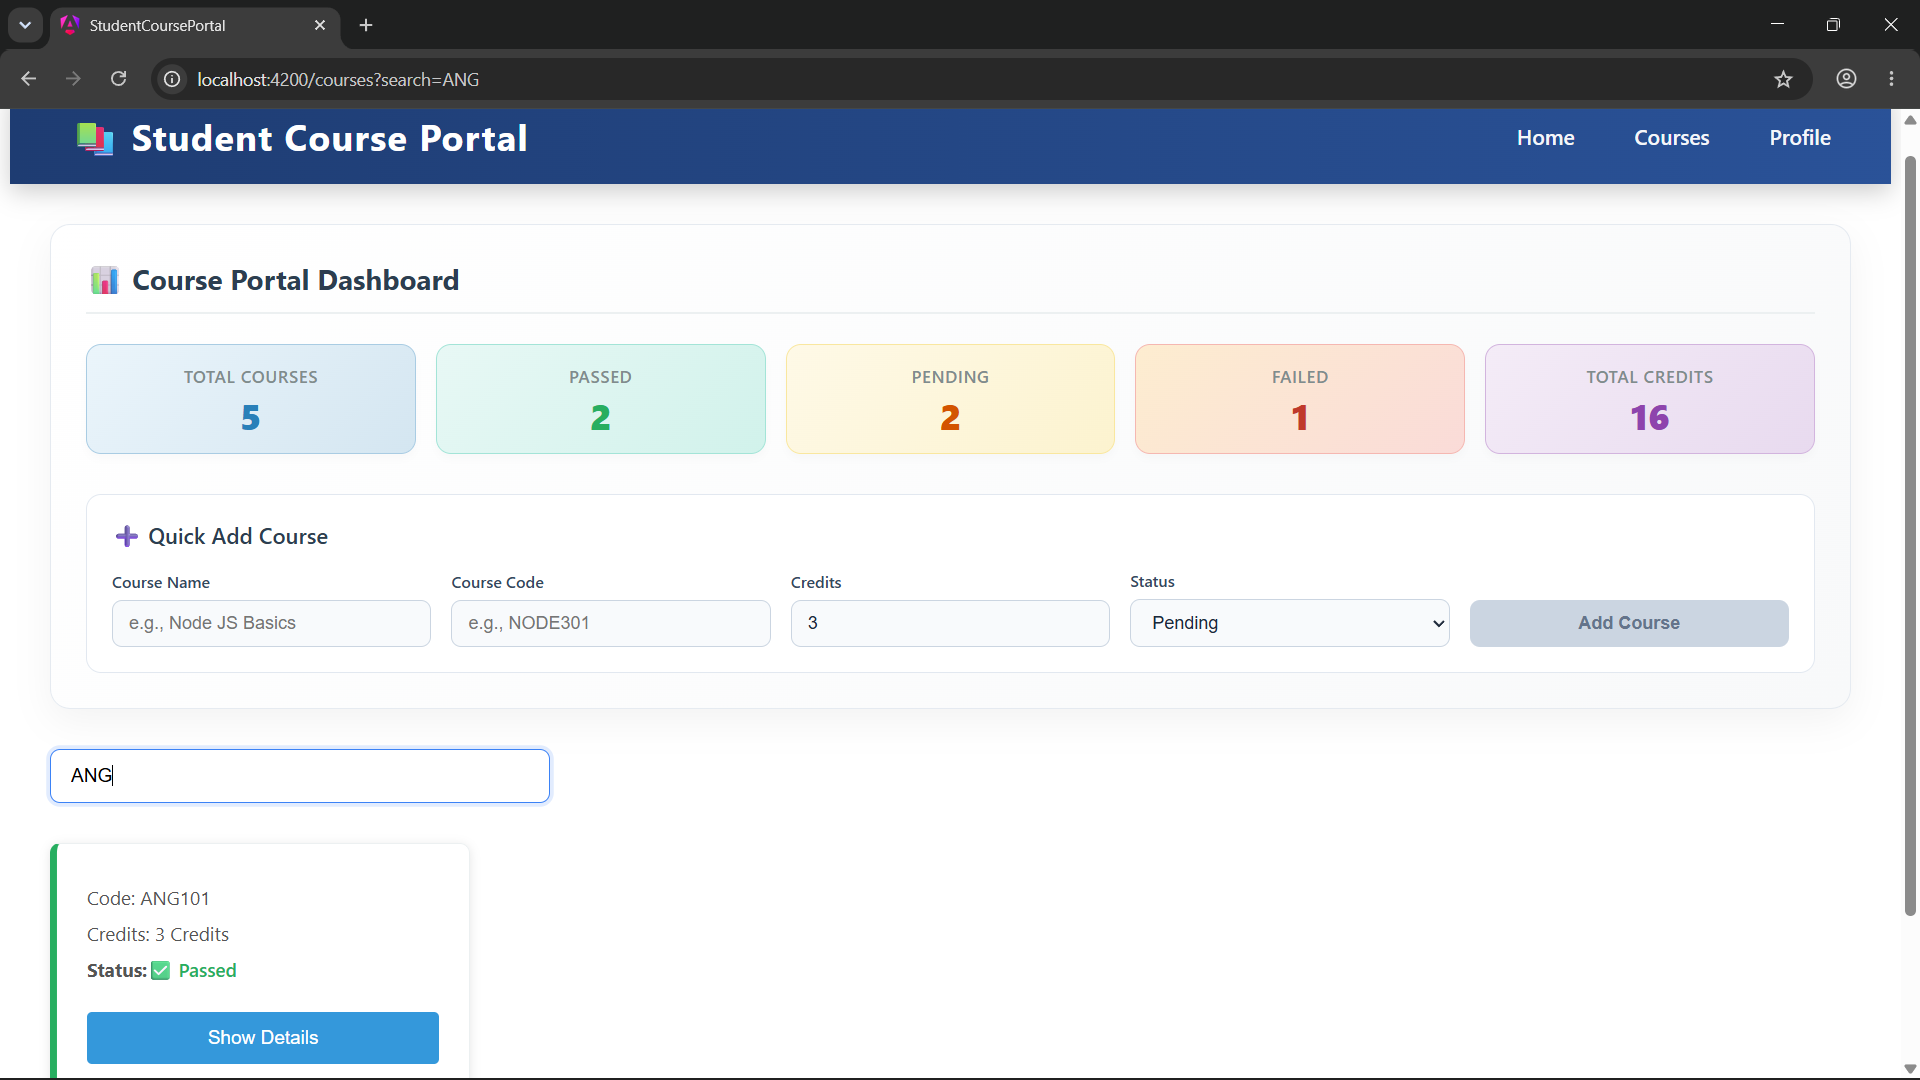 StudentCoursePortal
localhost:4200/courses?search=ANG
Student Course Portal
Home
Courses
Profile
Course Portal Dashboard
TOTAL COURSES
5
PASSED
2
PENDING
2
FAILED
1
TOTAL CREDITS
16
Quick Add Course
Course Name
e.g., Node JS Basics
Course Code
e.g., NODE301
Credits
3
Status
Pending
Add Course
ANG
Code: ANG101
Credits: 3 Credits
Status: ✅ Passed
Show Details